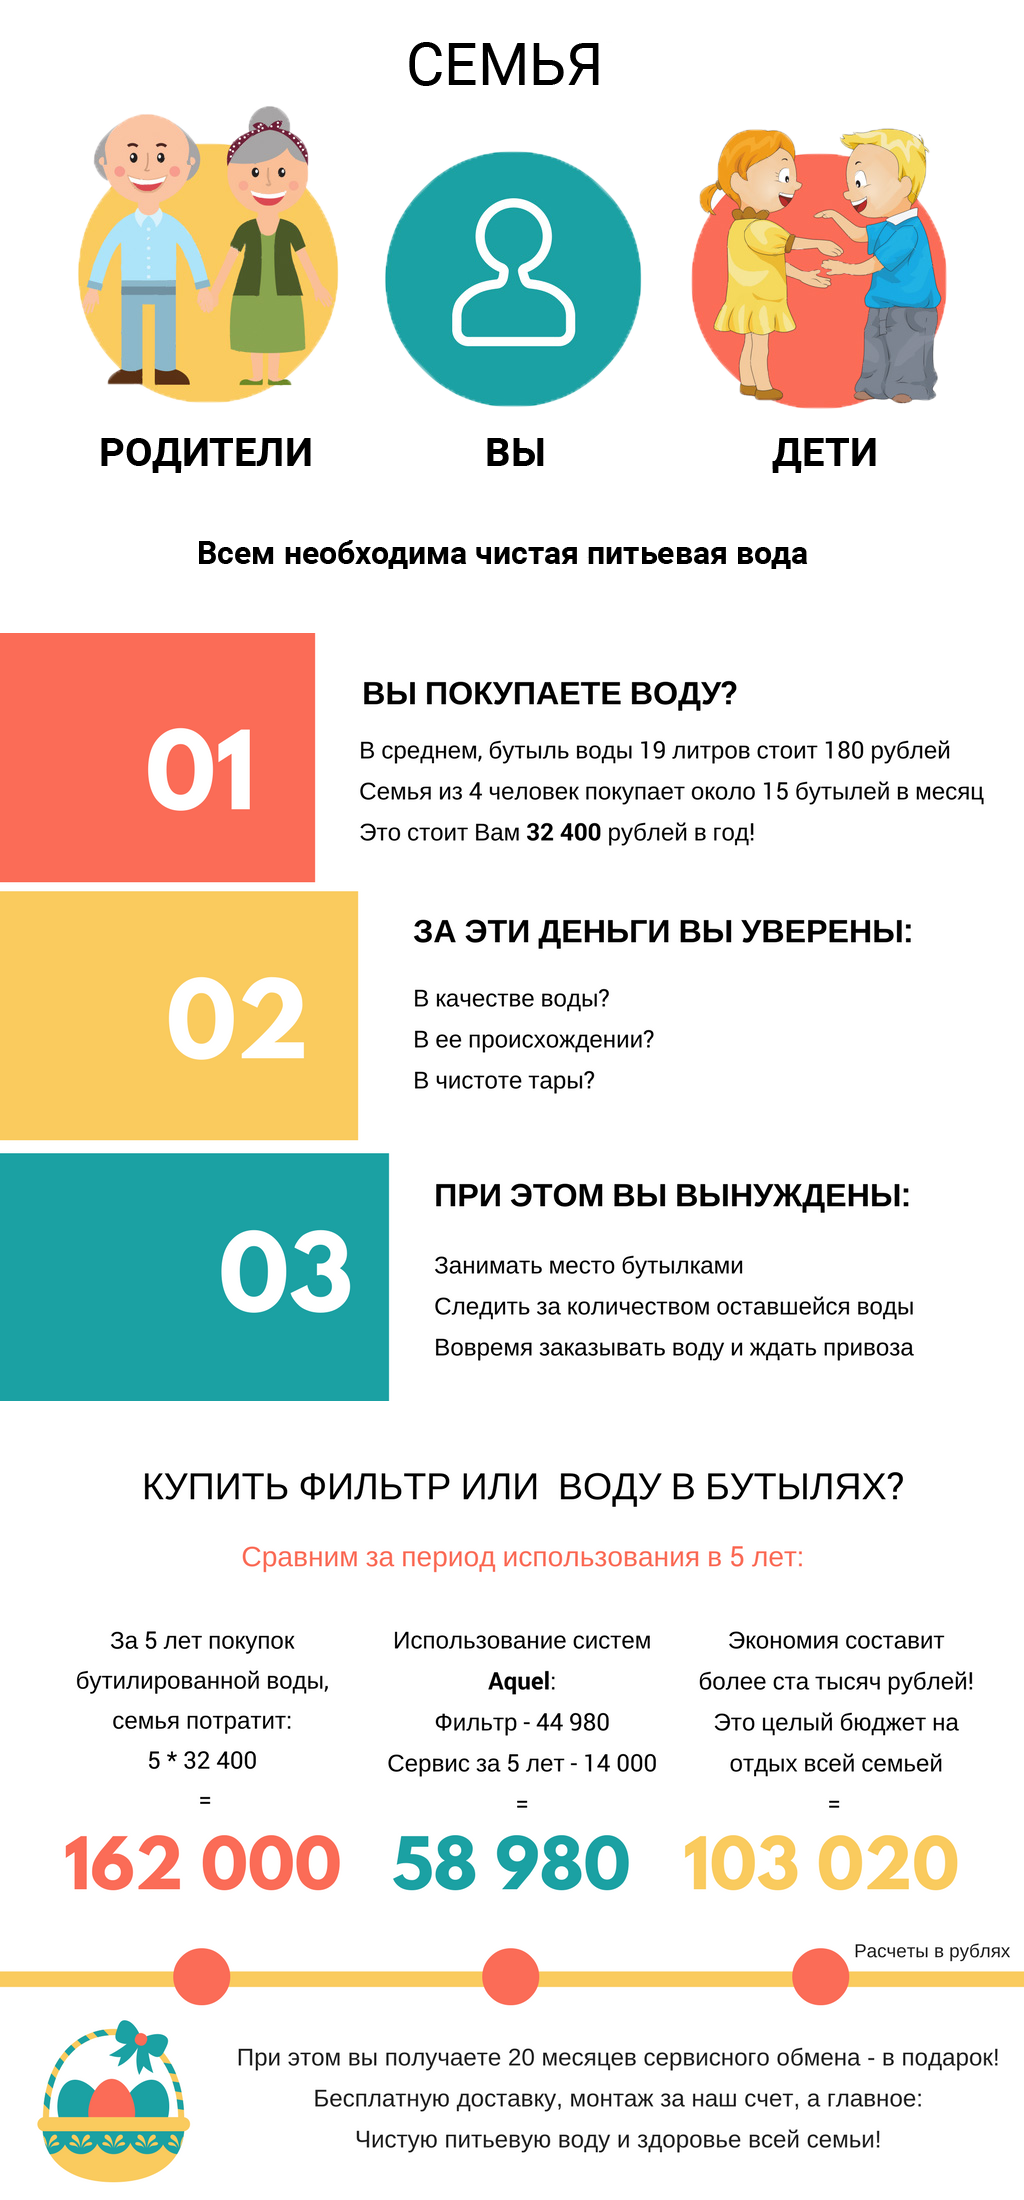 СЕМЬЯ
РОДИТЕЛИ
ВЫ
ДЕТИ
Всем необходима чистая питьевая вода
01
ВЫ ПОКУПАЕТЕ ВОДУ?
В среднем, бутыль воды 19 литров стоит 180 рублей
Семья из 4 человек покупает около 15 бутылей в месяц
Это стоит Вам 32 400 рублей в год!
02
ЗА ЭТИ ДЕНЬГИ ВЫ УВЕРЕНЫ:
В качестве воды?
В ее происхождении?
В чистоте тары?
03
ПРИ ЭТОМ ВЫ ВЫНУЖДЕНЫ:
Занимать место бутылками
Следить за количеством оставшейся воды
Вовремя заказывать воду и ждать привоза
КУПИТЬ ФИЛЬТР ИЛИ ВОДУ В БУТЫЛЯХ?
Сравним за период использования в 5 лет:
За 5 лет покупок
бутилированной воды,
семья потратит:
5 * 32 400
=
162 000
Использование систем
Aquel:
Фильтр - 44 980
Сервис за 5 лет - 14 000
=
58 980
Экономия составит
более ста тысяч рублей!
Это целый бюджет на
отдых всей семьей
=
103 020
Расчеты в рублях
При этом вы получаете 20 месяцев сервисного обмена - в подарок!
Бесплатную доставку, монтаж за наш счет, а главное:
Чистую питьевую воду и здоровье всей семьи!